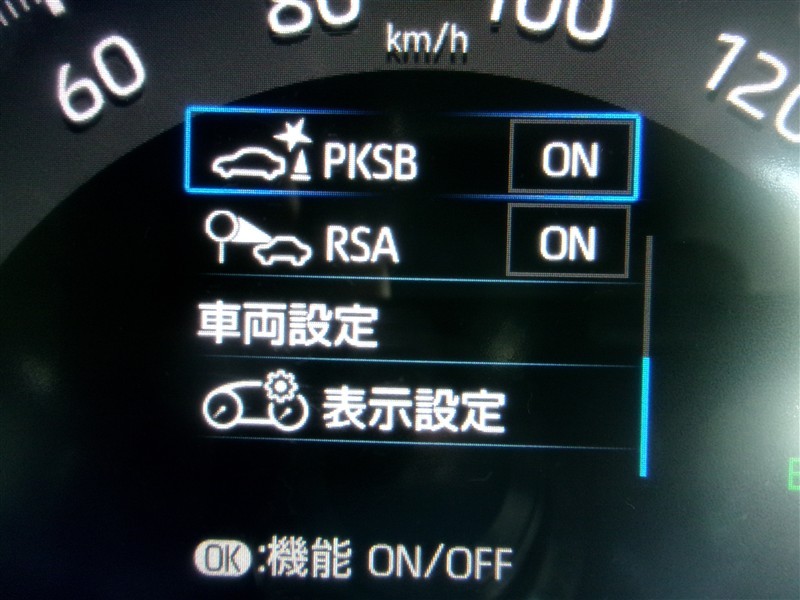 60 80 100 120
km/h
PKSB ON
RSA ON
車両設定
表示設定
OK:機能 ON/OFF